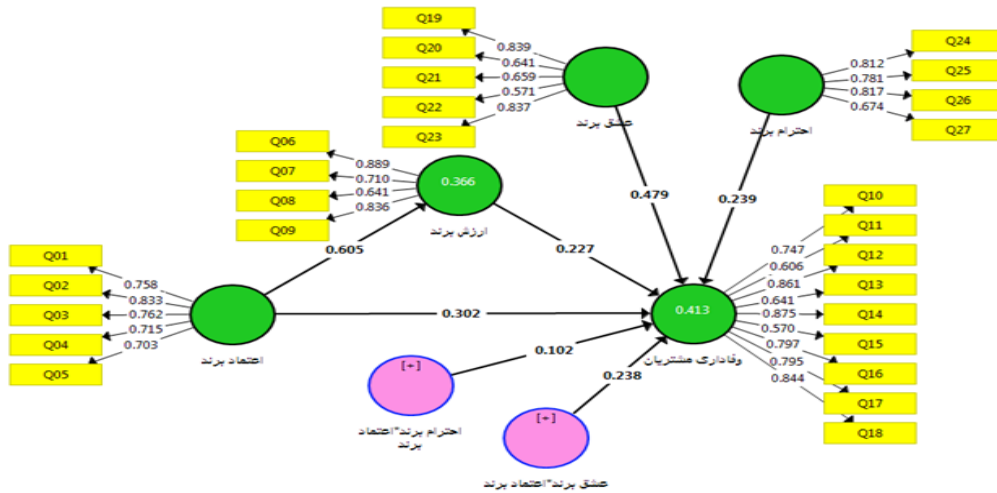 Q19
Q20
Q21
Q22
Q23
0.839
0.641
0.659
0.571
0.837
عشق برند
Q24
Q25
Q26
Q27
0.812
0.781
0.817
0.674
احترام برند
Q06
Q07
Q08
Q09
0.889
0.710
0.641
0.836
0.366
ارزش برند
0.479
0.239
0.605
0.227
Q01
Q02
Q03
Q04
Q05
0.758
0.833
0.762
0.715
0.703
اعتماد برند
0.302
0.413
وفاداری مشتریان
Q10
Q11
Q12
Q13
Q14
Q15
Q16
Q17
Q18
0.747
0.606
0.861
0.641
0.875
0.570
0.797
0.795
0.844
0.102
0.238
[+]
احترام برند*اعتماد
برند
[+]
عشق برند*اعتماد برند